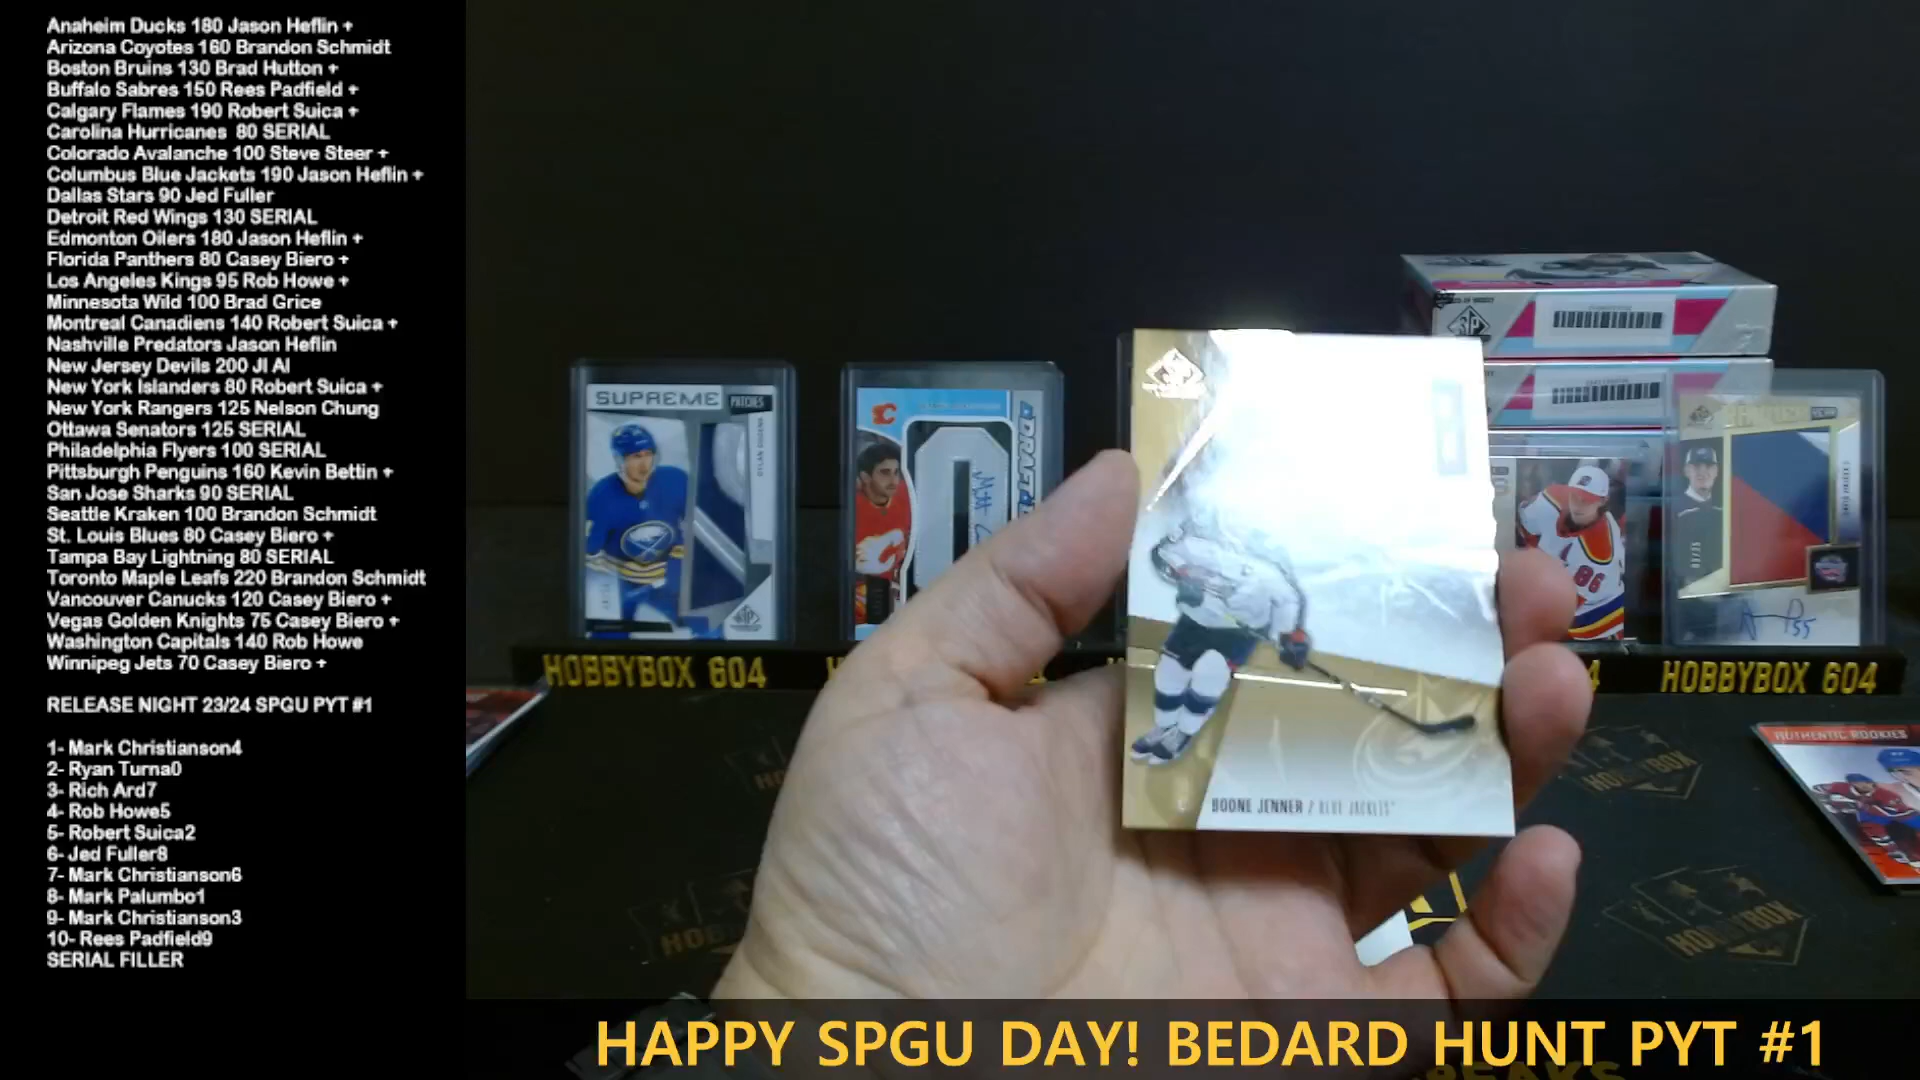 Anaheim Ducks 180 Jason Heflin +
Arizona Coyotes 160 Brandon Schmidt
Boston Bruins 130 Brad Hutton +
Buffalo Sabres 150 Rees Padfield +
Calgary Flames 190 Robert Suica +
Carolina Hurricanes 80 SERIAL
Colorado Avalanche 100 Steve Steer +
Columbus Blue Jackets 190 Jason Heflin +
Dallas Stars 90 Jed Fuller
Detroit Red Wings 130 SERIAL
Edmonton Oilers 180 Jason Heflin +
Florida Panthers 80 Casey Biero +
Los Angeles Kings 95 Rob Howe +
Minnesota Wild 100 Brad Grice
Montreal Canadiens 140 Robert Suica +
Nashville Predators Jason Heflin
New Jersey Devils 200 JI AI
New York Islanders 80 Robert Suica +
New York Rangers 125 Nelson Chung
Ottawa Senators 125 SERIAL
Philadelphia Flyers 100 SERIAL
Pittsburgh Penguins 160 Kevin Bettin +
San Jose Sharks 90 SERIAL
Seattle Kraken 100 Brandon Schmidt
St. Louis Blues 80 Casey Biero +
Tampa Bay Lightning 80 SERIAL
Toronto Maple Leafs 220 Brandon Schmidt
Vancouver Canucks 120 Casey Biero +
Vegas Golden Knights 75 Casey Biero +
Washington Capitals 140 Rob Howe
Winnipeg Jets 70 Casey Biero +
RELEASE NIGHT 23/24 SPGU PYT #1
1- Mark Christianson4
2- Ryan Turna0
3- Rich Ard7
4- Rob Howe5
5- Robert Suica2
6- Jed Fuller8
7- Mark Christianson6
8- Mark Palumbo1
9- Mark Christianson3
10- Rees Padfield9
SERIAL FILLER
SUPREME PATCHES
DRAFT
86
55
BOONE JENNER / BLUE JACKETS
HOBBYBOX 604
HOBBYBOX 604
AUTHENTIC ROOKIES
HOBBYBOX
HAPPY SPGU DAY! BEDARD HUNT PYT #1